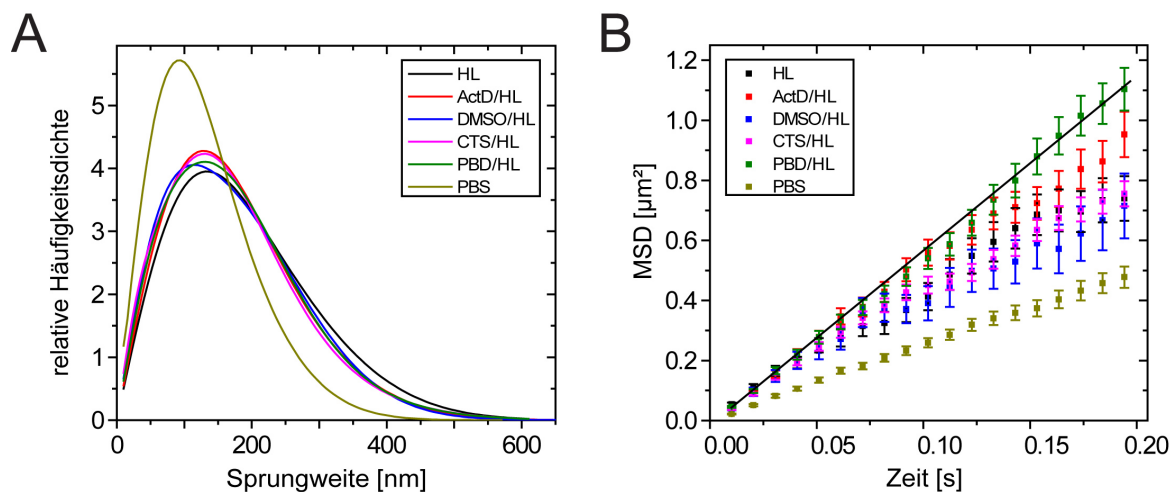 A
relative Häufigkeitsdichte
5
4
3
2
1
0
0
200
400
600
Sprungweite [nm]
HL
ActD/HL
DMSO/HL
CTS/HL
PBD/HL
PBS
B
MSD [µm²]
1.2
1.0
0.8
0.6
0.4
0.2
0.0
0.00
0.05
0.10
0.15
0.20
Zeit [s]
HL
ActD/HL
DMSO/HL
CTS/HL
PBD/HL
PBS